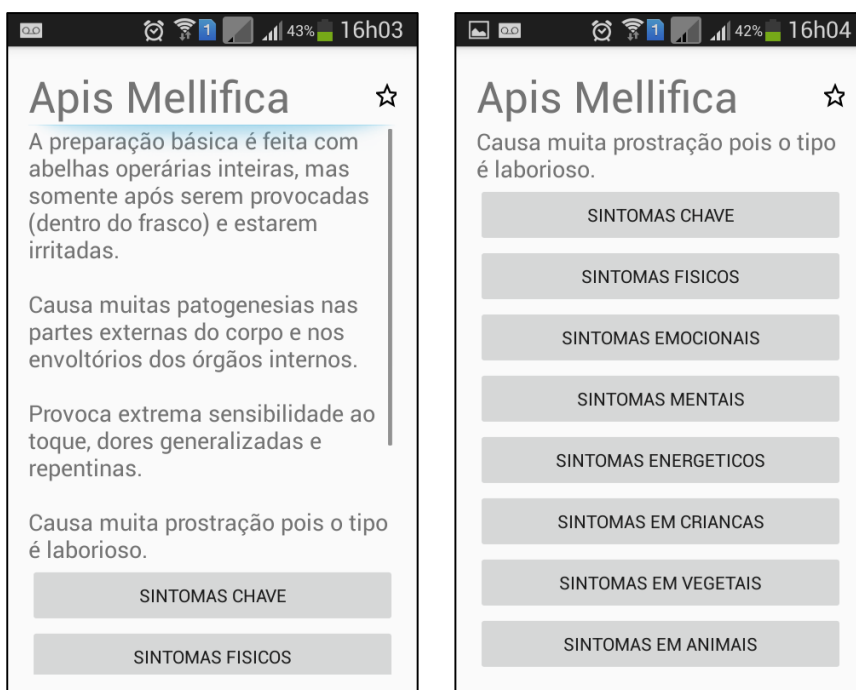 1 43% 16h03
Apis Mellifica
A preparação básica é feita com
abelhas operárias inteiras, mas
somente após serem provocadas
(dentro do frasco) e estarem
irritadas.
Causa muitas patogenesias nas
partes externas do corpo e nos
envoltórios dos órgãos internos.
Provoca extrema sensibilidade ao
toque, dores generalizadas e
repentinas.
Causa muita prostração pois o tipo
é laborioso.
SINTOMAS CHAVE
SINTOMAS FISICOS
1 42% 16h04
Apis Mellifica
Causa muita prostração pois o tipo
é laborioso.
SINTOMAS CHAVE
SINTOMAS FISICOS
SINTOMAS EMOCIONAIS
SINTOMAS MENTAIS
SINTOMAS ENERGETICOS
SINTOMAS EM CRIANCAS
SINTOMAS EM VEGETAIS
SINTOMAS EM ANIMAIS